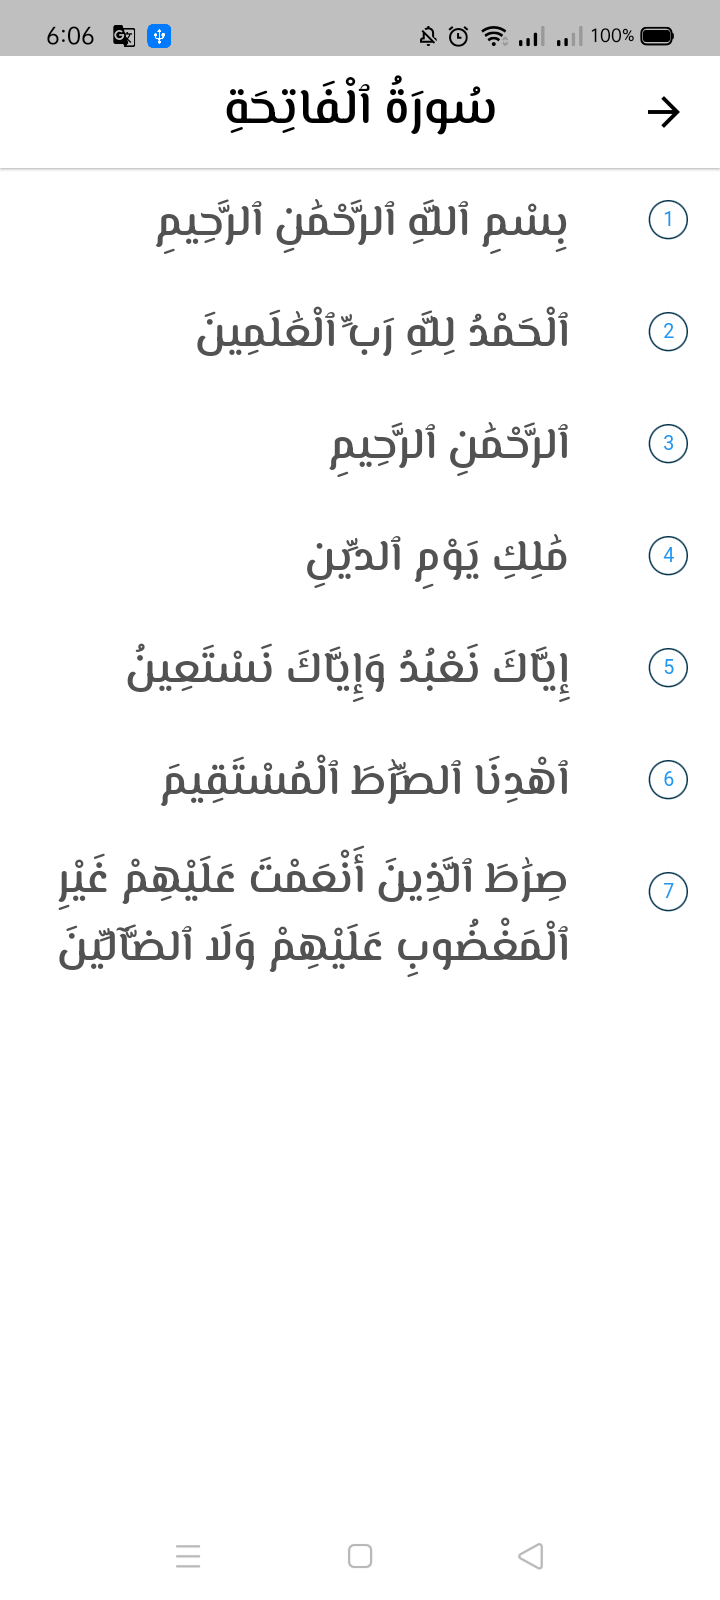 6:06 100%
سُورَةُ ٱلْفَاتِحَةِ
1 بِسْمِ ٱللَّهِ ٱلرَّحْمَٰنِ ٱلرَّحِيمِ
2 ٱلْحَمْدُ لِلَّهِ رَبِّ ٱلْعَٰلَمِينَ
3 ٱلرَّحْمَٰنِ ٱلرَّحِيمِ
4 مَٰلِكِ يَوْمِ ٱلدِّينِ
5 إِيَّاكَ نَعْبُدُ وَإِيَّاكَ نَسْتَعِينُ
6 ٱهْدِنَا ٱلصِّرَٰطَ ٱلْمُسْتَقِيمَ
7 صِرَٰطَ ٱلَّذِينَ أَنْعَمْتَ عَلَيْهِمْ غَيْرِ
ٱلْمَغْضُوبِ عَلَيْهِمْ وَلَا ٱلضَّآلِّينَ